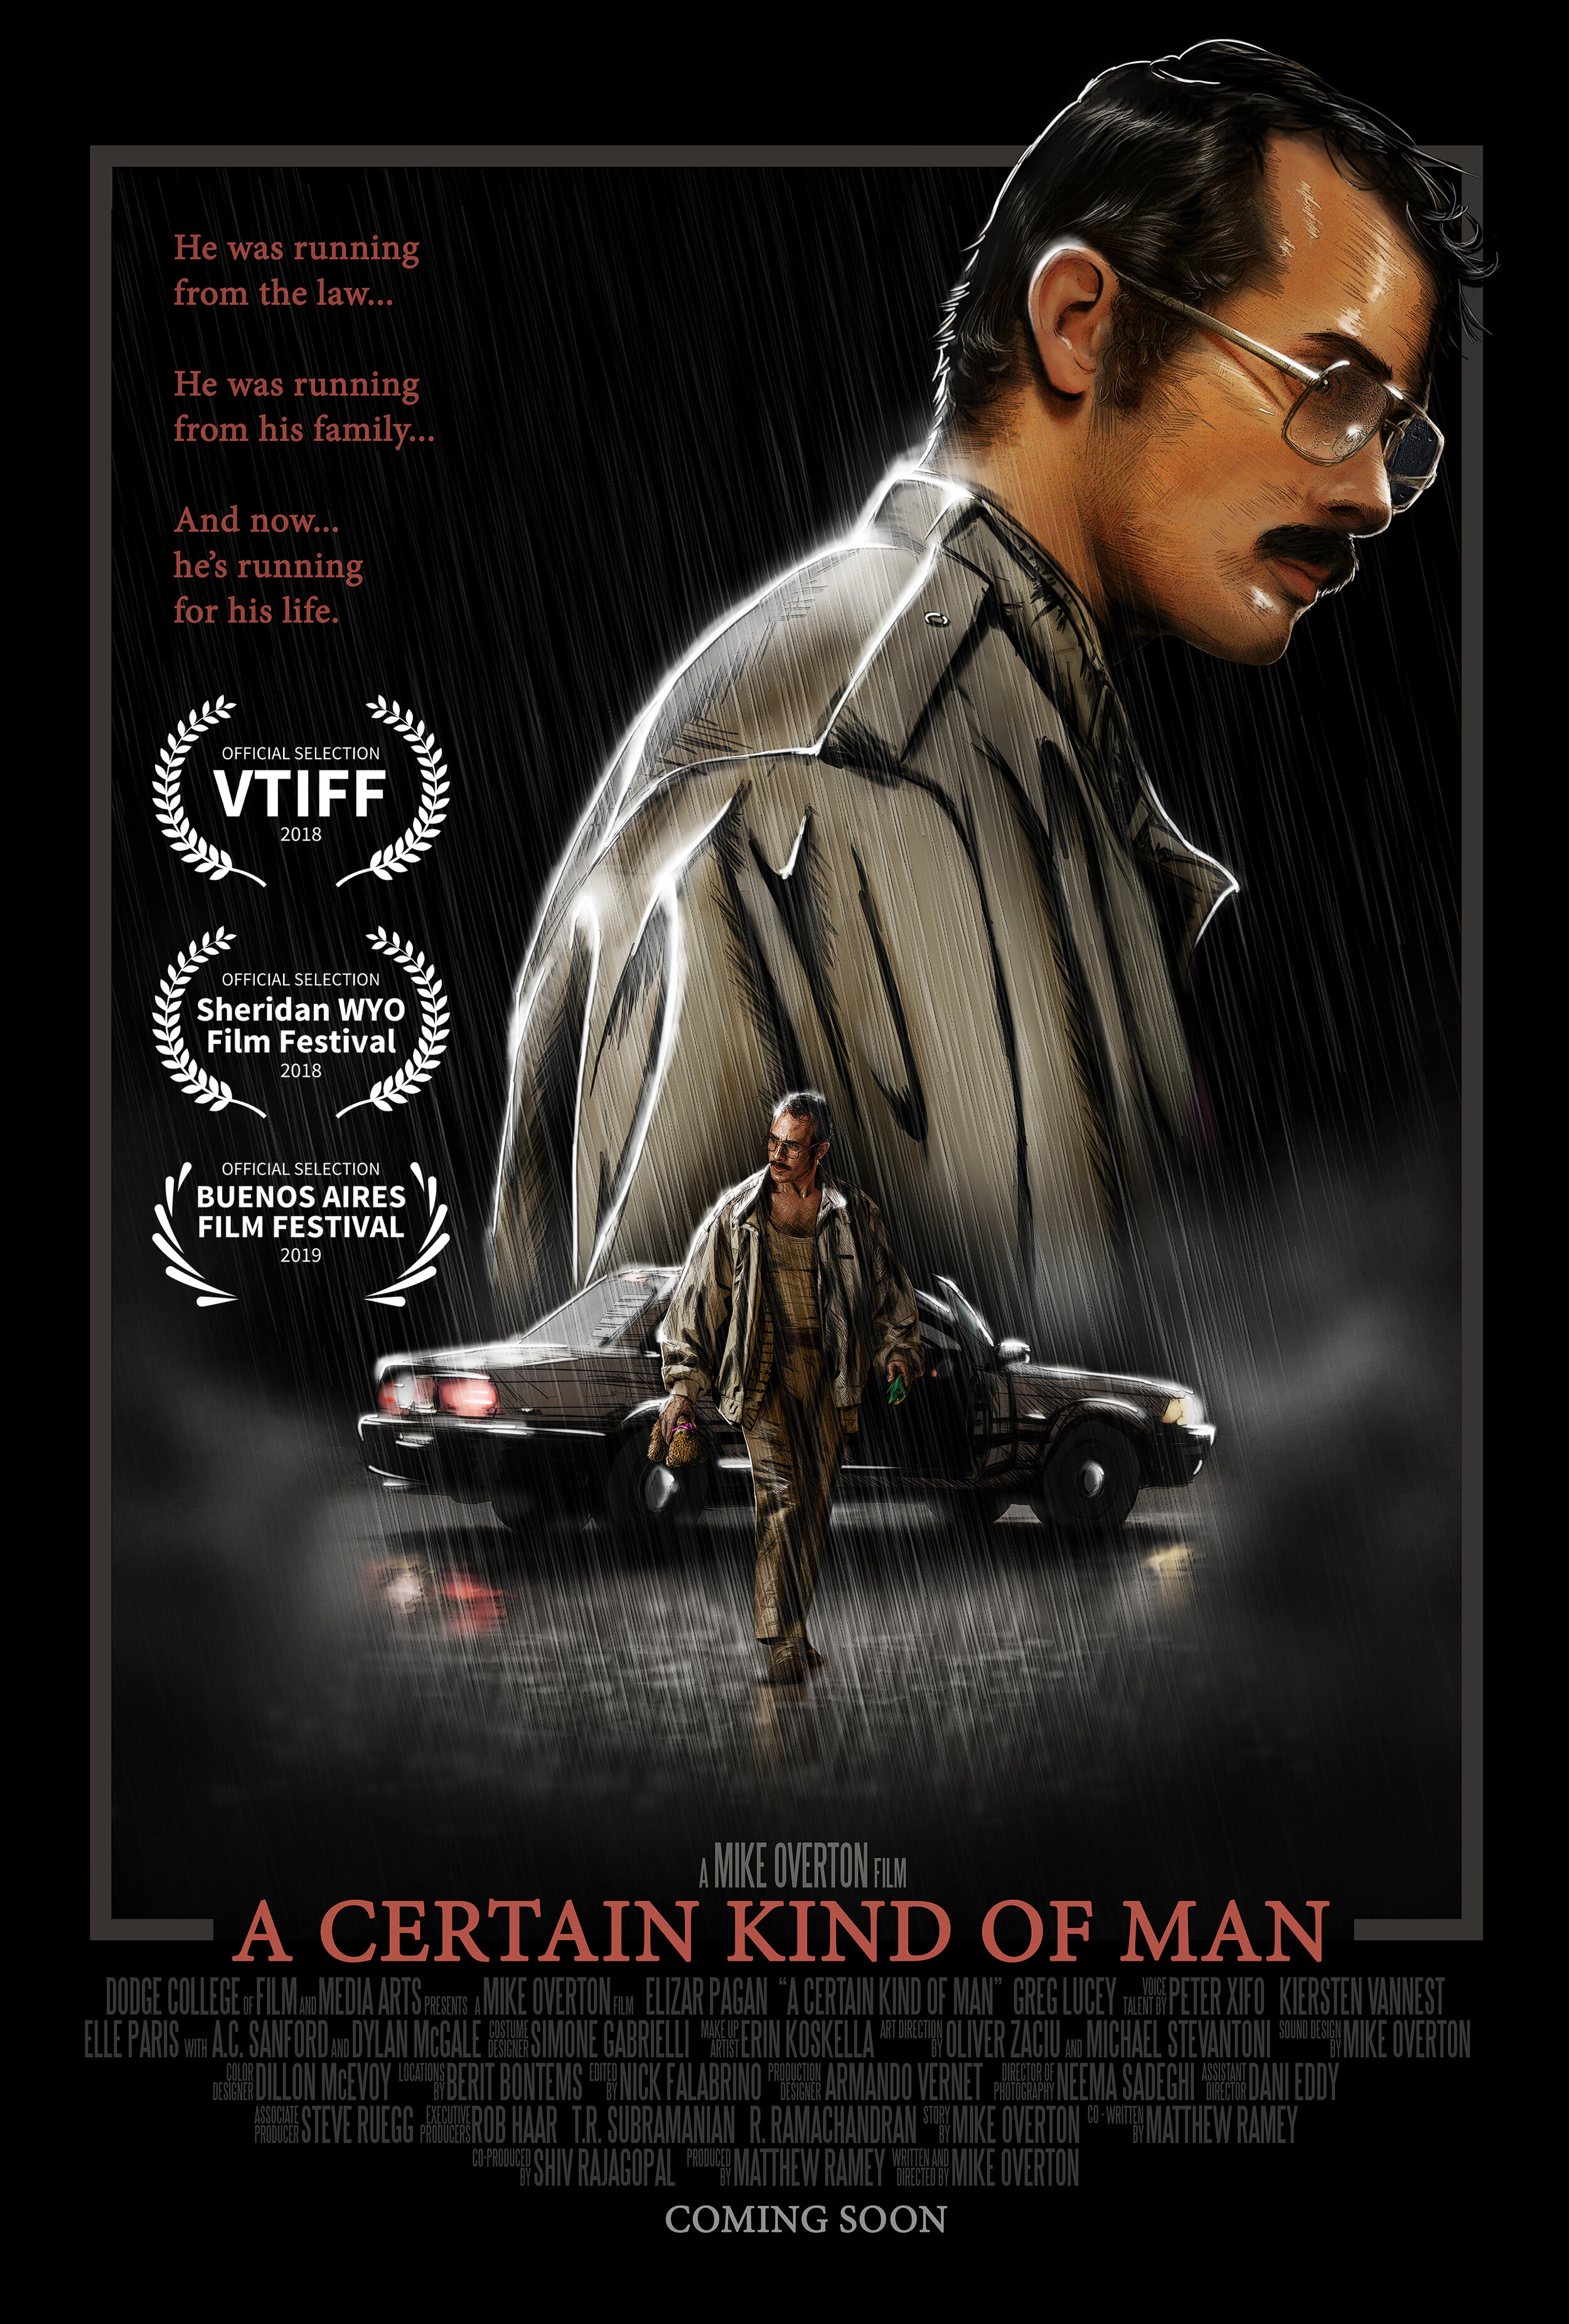 He was running
from the law...
He was running
from his family...
And now...
he's running
for his life.
OFFICIAL SELECTION
VTIFF
2018
OFFICIAL SELECTION
Sheridan WYO
Film Festival
2018
OFFICIAL SELECTION
BUENOS AIRES
FILM FESTIVAL
2019
A MIKE OVERTON FILM
A CERTAIN KIND OF MAN
DODGE COLLEGE OF FILM AND MEDIA ARTS PRESENTS A MIKE OVERTON FILM ELIZAR PAGAN "A CERTAIN KIND OF MAN" GREG LUCEY VOICE TALENT BY PETER XIFO KIERSTEN VANNEST
ELLE PARIS WITH A.C. SANFORD AND DYLAN McGALE COSTUME DESIGNER SIMONE GABRIELLI MAKE UP ARTIST ERIN KOSKELLA ART DIRECTION BY OLIVER ZACIU AND MICHAEL STEVANTONI SOUND DESIGN BY MIKE OVERTON
COLOR DESIGNER DILLON McEVOY LOCATIONS BY BERIT BONTEMS EDITED BY NICK FALABRINO PRODUCTION DESIGNER ARMANDO VERNET DIRECTOR OF PHOTOGRAPHY NEEMA SADEGHI ASSISTANT DIRECTOR DANI EDDY
ASSOCIATE PRODUCER STEVE RUEGG EXECUTIVE PRODUCERS ROB HAAR T.R. SUBRAMANIAN R. RAMACHANDRAN STORY BY MIKE OVERTON CO-WRITTEN BY MATTHEW RAMEY
CO-PRODUCED BY SHIV RAJAGOPAL PRODUCED BY MATTHEW RAMEY WRITTEN AND DIRECTED BY MIKE OVERTON
COMING SOON